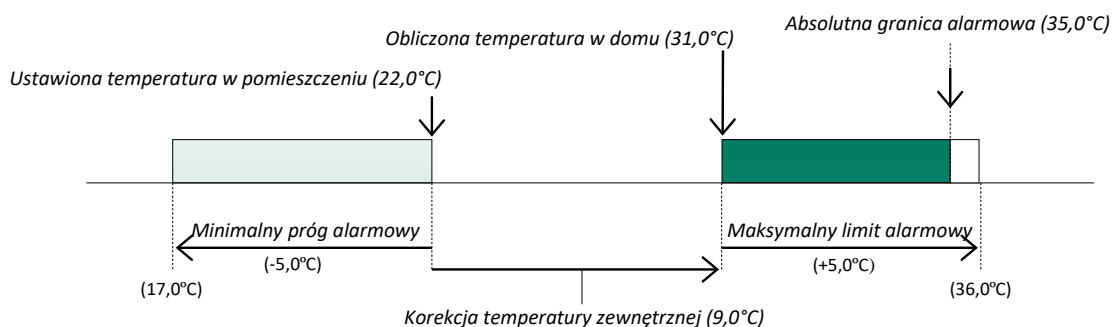 Absolutna granica alarmowa (35,0°C)
Obliczona temperatura w domu (31,0°C)
Ustawiona temperatura w pomieszczeniu (22,0°C)
Minimalny próg alarmowy
(-5,0°C)
Maksymalny limit alarmowy
(+5,0°C)
(17,0°C)
(36,0°C)
Korekcja temperatury zewnętrznej (9,0°C)